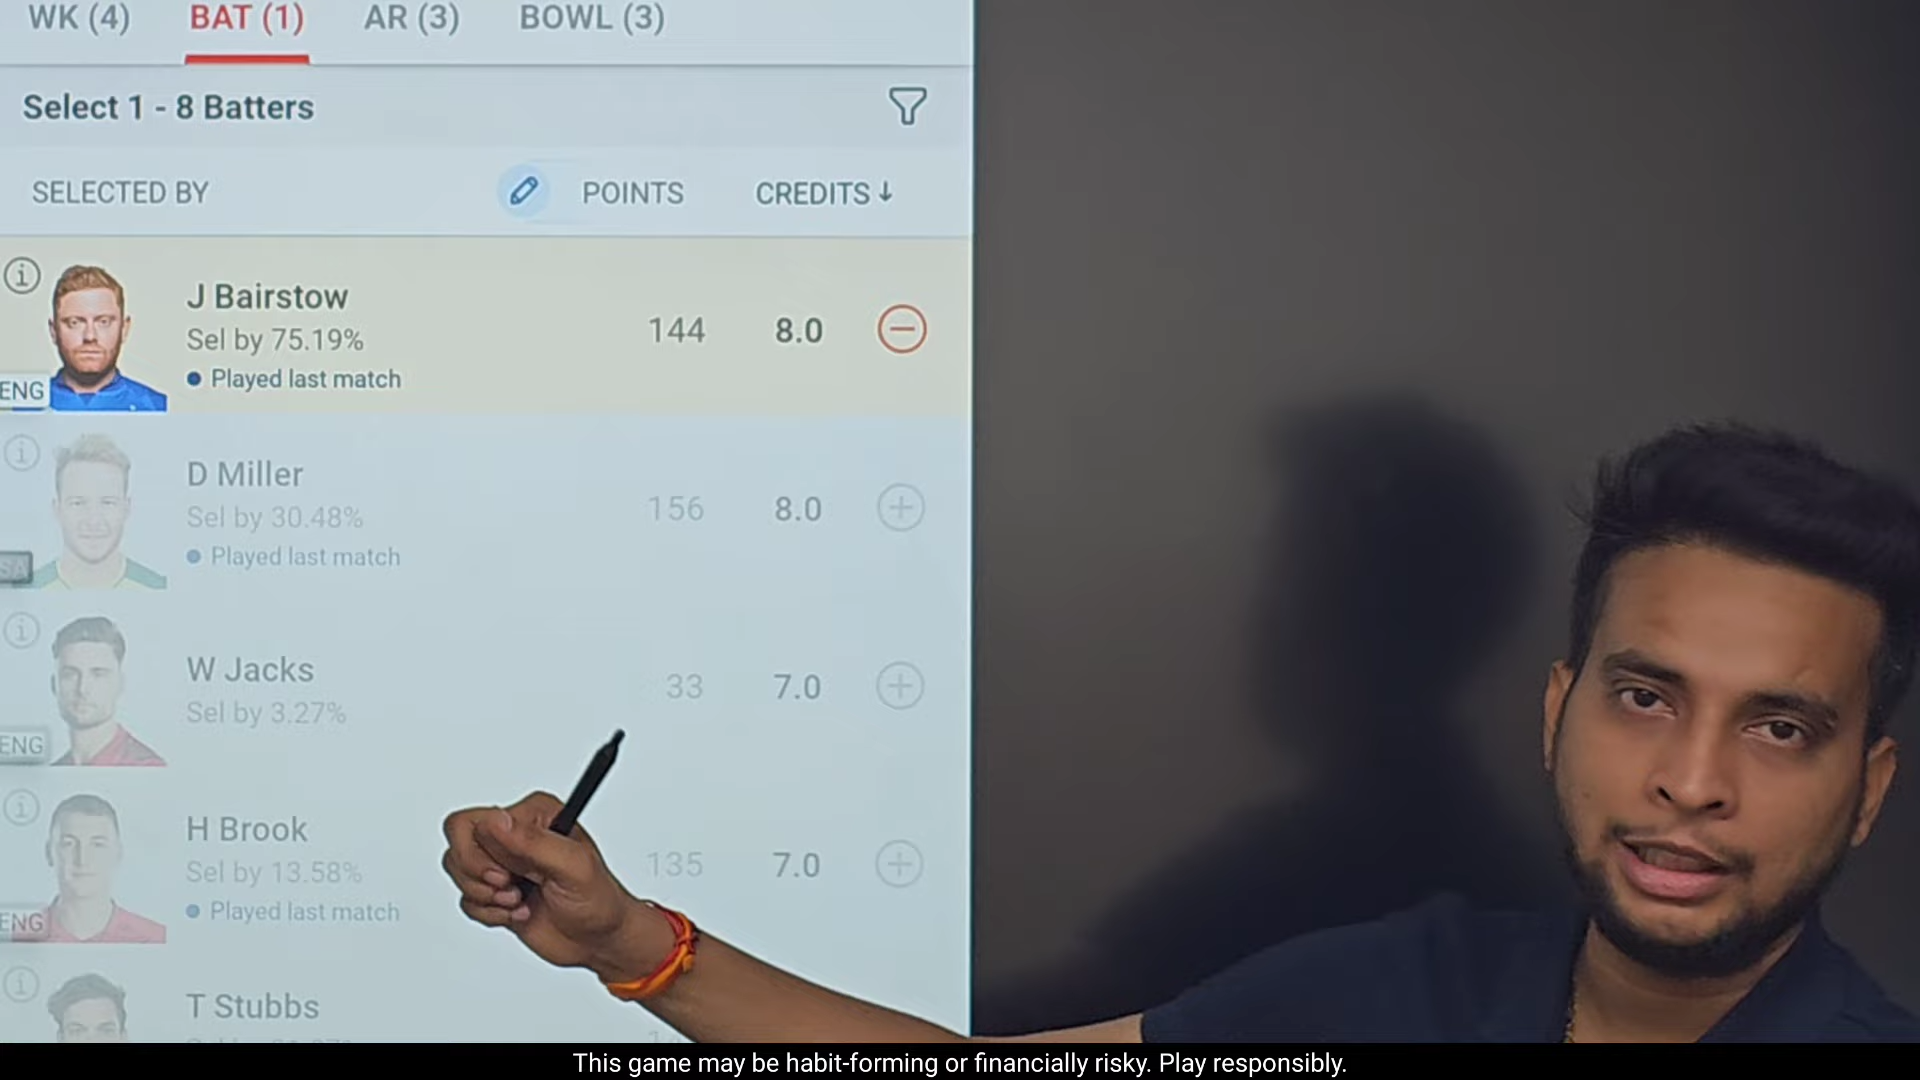 WK (4) BAT (1) AR (3) BOWL (3)
Select 1 - 8 Batters
SELECTED BY POINTS CREDITS ↓
J Bairstow
Sel by 75.19% 144 8.0
ENG • Played last match
D Miller
Sel by 30.48% 156 8.0
SA • Played last match
W Jacks
Sel by 3.27% 33 7.0
ENG
H Brook
Sel by 13.58% 135 7.0
ENG • Played last match
T Stubbs
This game may be habit-forming or financially risky. Play responsibly.